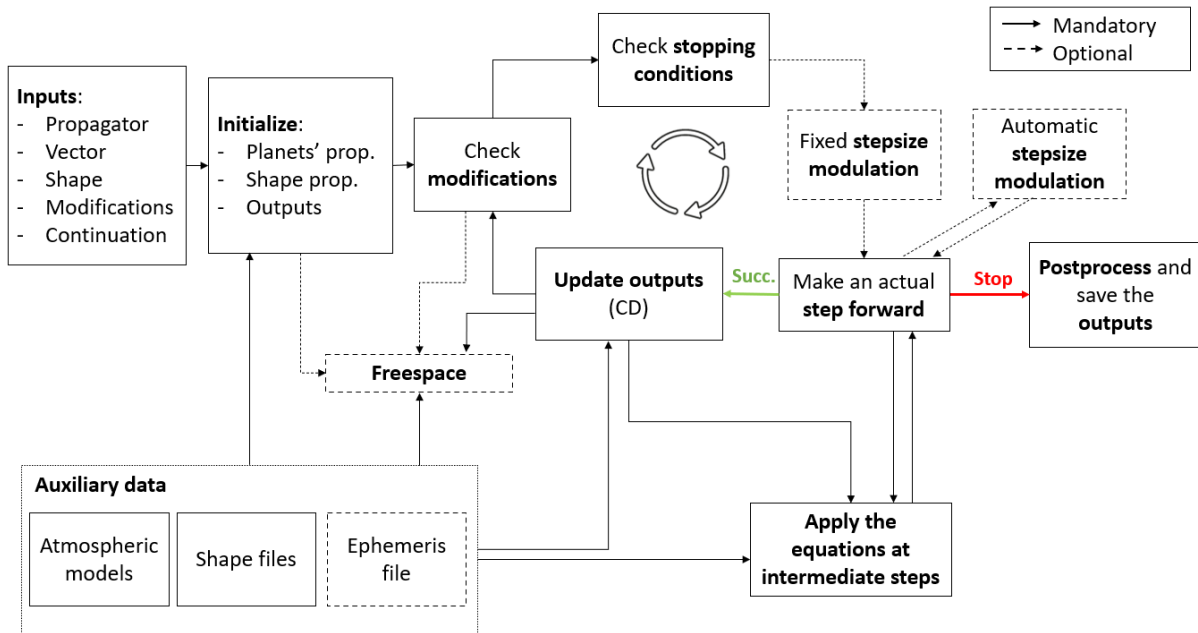 Mandatory
Optional
Inputs:
- Propagator
- Vector
- Shape
- Modifications
- Continuation
Initialize:
- Planets' prop.
- Shape prop.
- Outputs
Check
modifications
Check stopping
conditions
Fixed stepsize
modulation
Automatic
stepsize
modulation
Update outputs
(CD)
Succ.
Make an actual
step forward
Stop
Postprocess and
save the
outputs
Freespace
Auxiliary data
Atmospheric
models
Shape files
Ephemeris
file
Apply the
equations at
intermediate steps